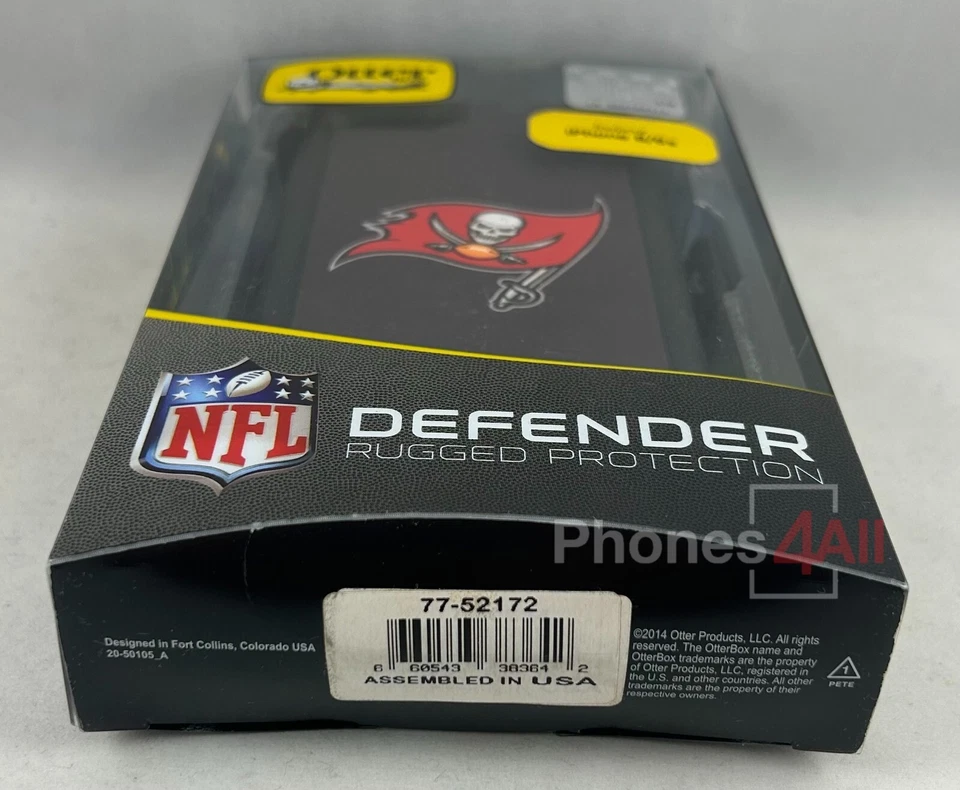 OtterBox
NFL
DEFENDER
RUGGED PROTECTION
Phones4All
77-52172
6 60543 38364 2
ASSEMBLED IN USA
Designed in Fort Collins, Colorado USA
20-50105_A
©2014 Otter Products, LLC. All rights
reserved. The OtterBox name and
OtterBox trademarks are the property
of Otter Products, LLC, registered in
the U.S. and other countries. All other
trademarks are the property of their
respective owners.
1
PETE